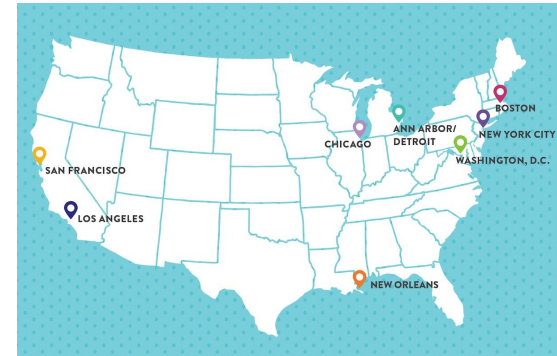 BOSTON
NEW YORK CITY
ANN ARBOR/
DETROIT
CHICAGO
WASHINGTON, D.C.
SAN FRANCISCO
LOS ANGELES
NEW ORLEANS